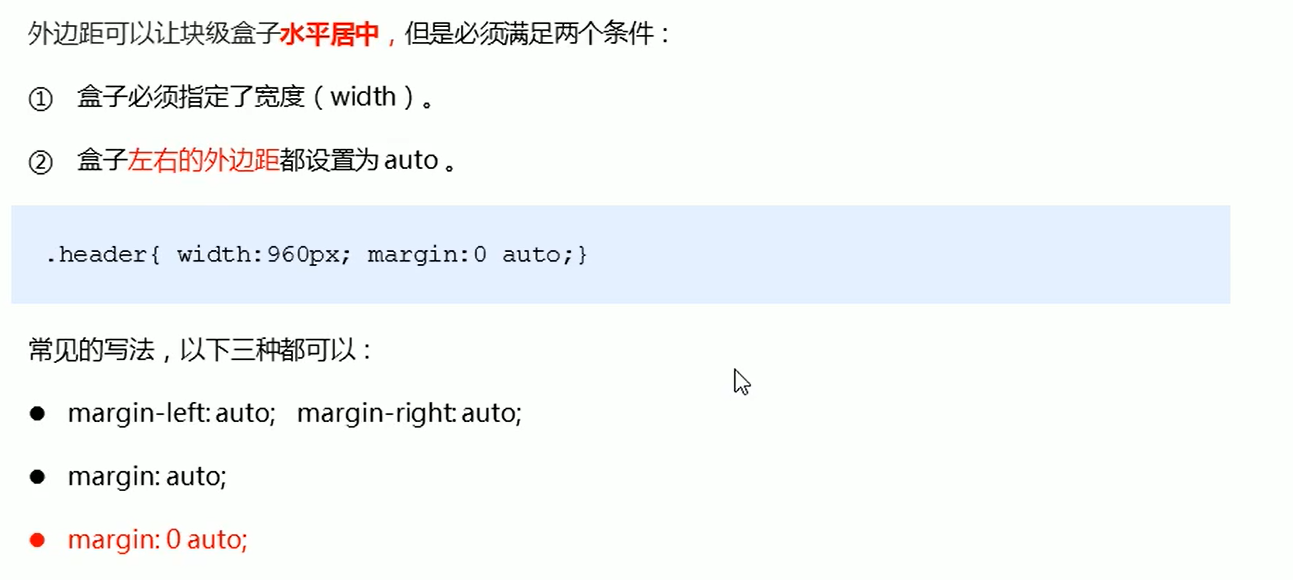 外边距可以让块级盒子水平居中，但是必须满足两个条件：
① 盒子必须指定了宽度（width）。
② 盒子左右的外边距都设置为 auto 。
.header{ width:960px; margin:0 auto;}
常见的写法，以下三种都可以：
● margin-left: auto; margin-right: auto;
● margin: auto;
● margin: 0 auto;